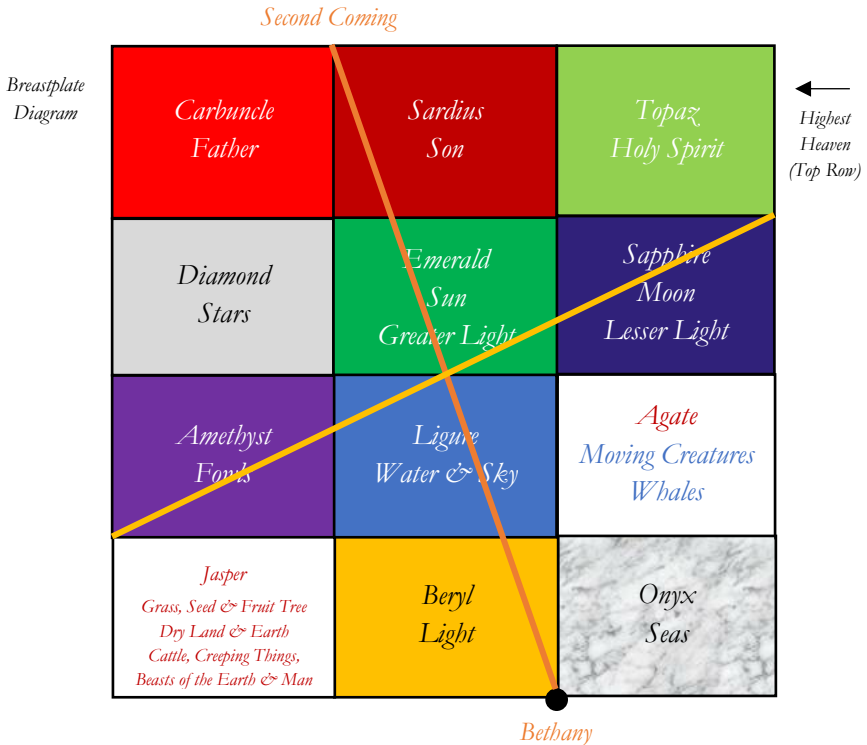 Second Coming
Breastplate
Diagram
Carbuncle
Father
Sardius
Son
Topaz
Holy Spirit
Highest
Heaven
(Top Row)
Diamond
Stars
Emerald
Sun
Greater Light
Sapphire
Moon
Lesser Light
Amethyst
Fowls
Ligure
Water & Sky
Agate
Moving Creatures
Whales
Jasper
Grass, Seed & Fruit Tree
Dry Land & Earth
Cattle, Creeping Things,
Beasts of the Earth & Man
Beryl
Light
Onyx
Seas
Bethany